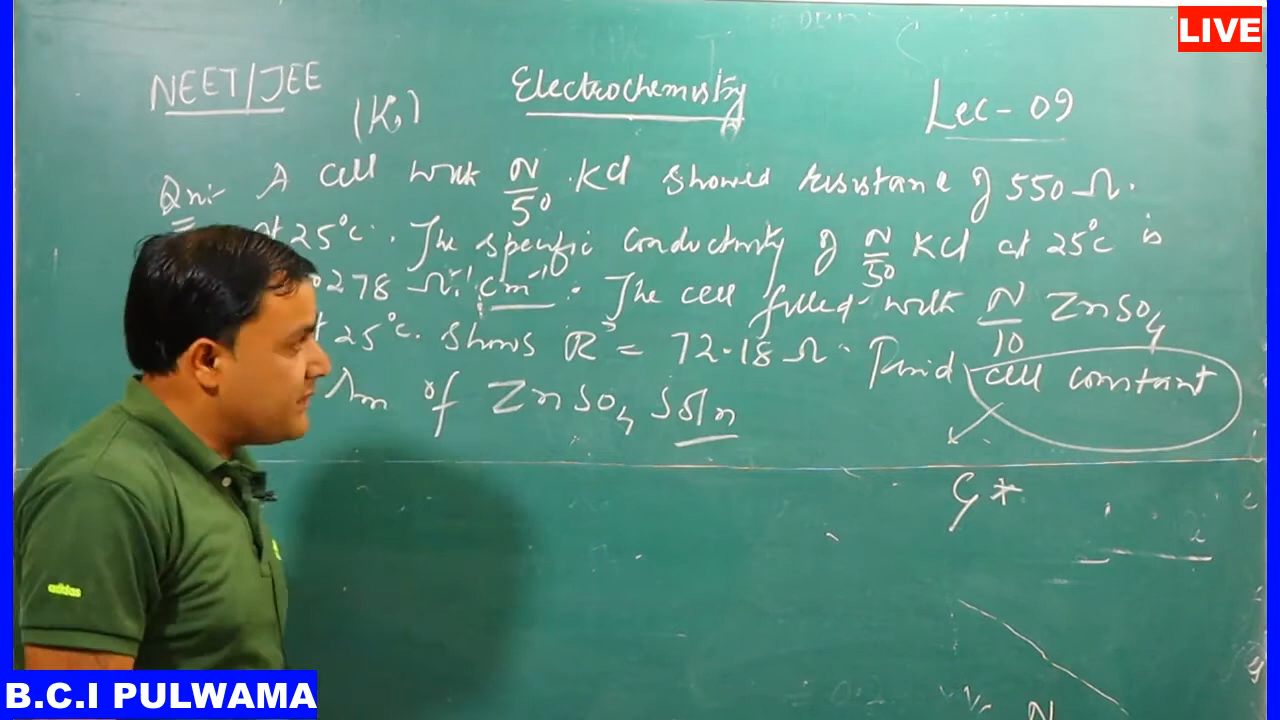 LIVE
NEET/JEE
Electrochemistry
Lec-09
(K)
Qn:- A cell with N/50 KCl showed resistance of 550 Ω.
at 25°C. The specific conductivity of N/50 KCl at 25°C is
0278 Ω⁻¹ cm⁻¹. The cell filled with N/10 ZnSO4
25°C. shows R = 72.18 Ω. Find cell constant
Λm of ZnSO4 soln
G*
adidas
B.C.I PULWAMA